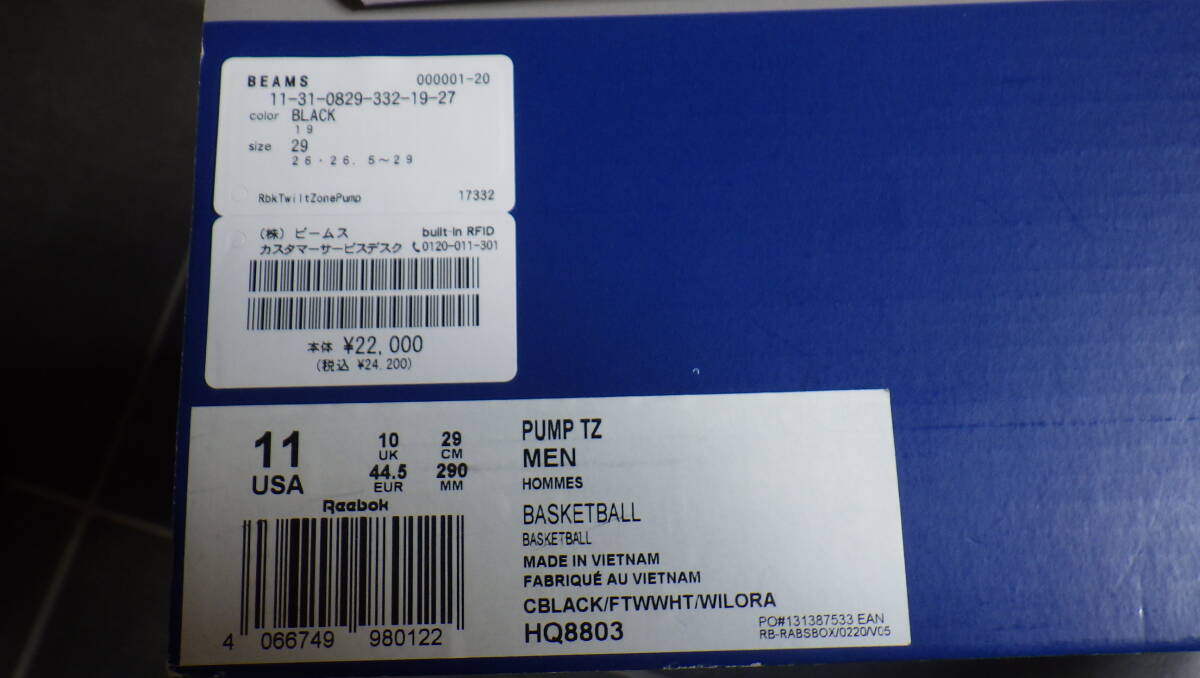 BEAMS 000001-20
11-31-0829-332-19-27
color BLACK
19
size 29
26・26. 5〜29
RbkTwiltZonePump 17332
(株) ビームス built-in RFID
カスタマーサービスデスク 0120-011-301
本体 ¥22,000
(税込 ¥24,200)
11 USA
10 UK
29 CM
44.5 EUR
290 MM
Reebok
4 066749 980122
PUMP TZ
MEN
HOMMES
BASKETBALL
BASKETBALL
MADE IN VIETNAM
FABRIQUÉ AU VIETNAM
CBLACK/FTWWHT/WILORA
HQ8803
PO#131387533 EAN
RB-RABSBOX/0220/V05